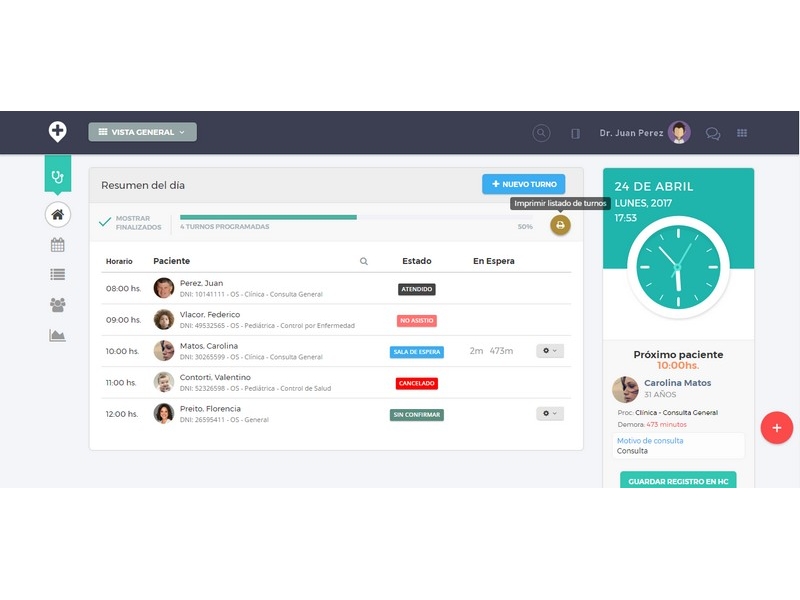 VISTA GENERAL
Dr. Juan Perez
Resumen del día
NUEVO TURNO
Imprimir listado de turnos
MOSTRAR
FINALIZADOS
4 TURNOS PROGRAMADAS
50%
Horario Paciente Estado En Espera
08:00 hs.
Perez, Juan
DNI: 10141111 - OS - Clínica - Consulta General
ATENDIDO
09:00 hs.
Vlacor, Federico
DNI: 49532565 - OS - Pediátrica - Control por Enfermedad
NO ASISTIO
10:00 hs.
Matos, Carolina
DNI: 30265599 - OS - Clínica - Consulta General
SALA DE ESPERA
2m 473m
11:00 hs.
Contorti, Valentino
DNI: 52326598 - OS - Pediátrica - Control de Salud
CANCELADO
12:00 hs.
Preito, Florencia
DNI: 26595411 - OS - General
SIN CONFIRMAR
24 DE ABRIL
LUNES, 2017
17:53
Próximo paciente
10:00hs.
Carolina Matos
31 AÑOS
Proc: Clínica - Consulta General
Demora: 473 minutos
Motivo de consulta
Consulta
GUARDAR REGISTRO EN HC